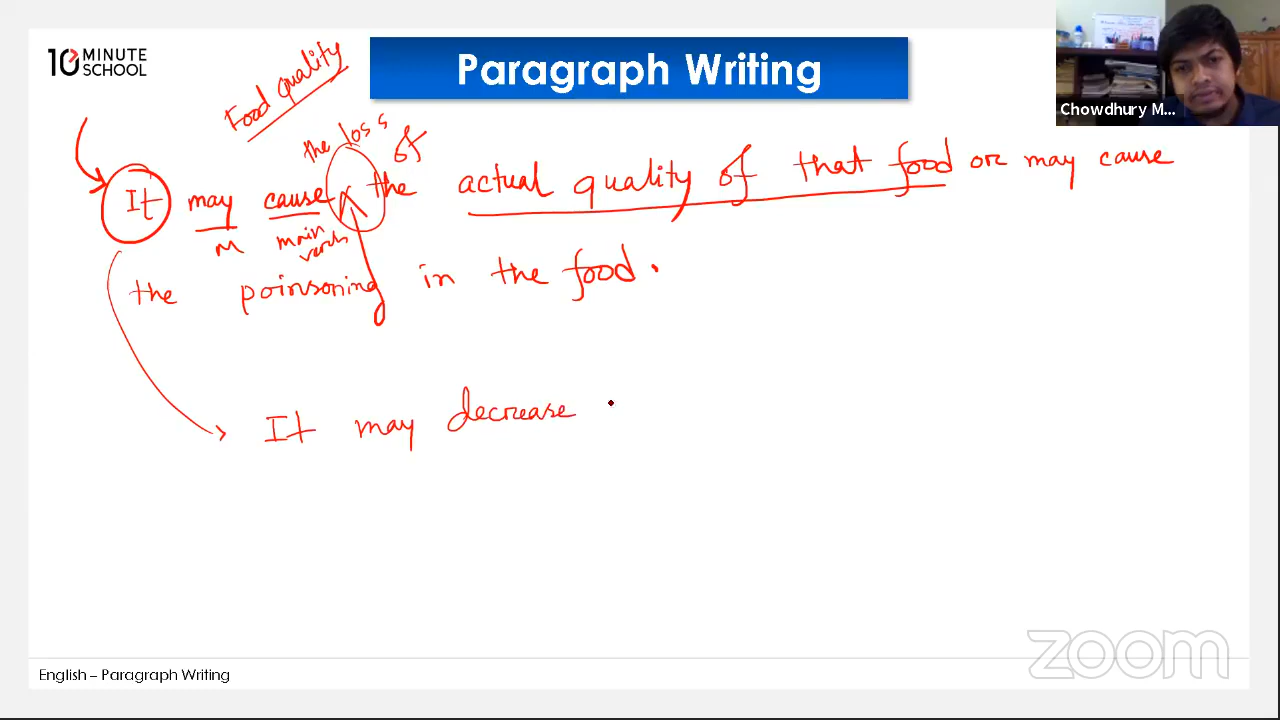 10 MINUTE SCHOOL
Paragraph Writing
Chowdhury M...
Food quality
the loss of
It may cause the actual quality of that food or may cause
M main verb
the poinsoning in the food.
It may decrease
zoom
English – Paragraph Writing